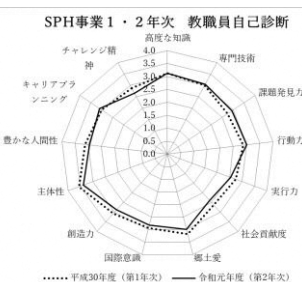 SPH事業1・2年次 教職員自己診断
高度な知識
チャレンジ精
神
専門技術
キャリアプラ
ンニング
課題発見力
豊かな人間性
行動力
主体性
実行力
創造力
社会貢献度
国際意識
郷土愛
4.0
3.5
3.0
2.5
2.0
1.5
1.0
0.5
0.0
平成30年度（第1年次）
令和元年度（第2年次）